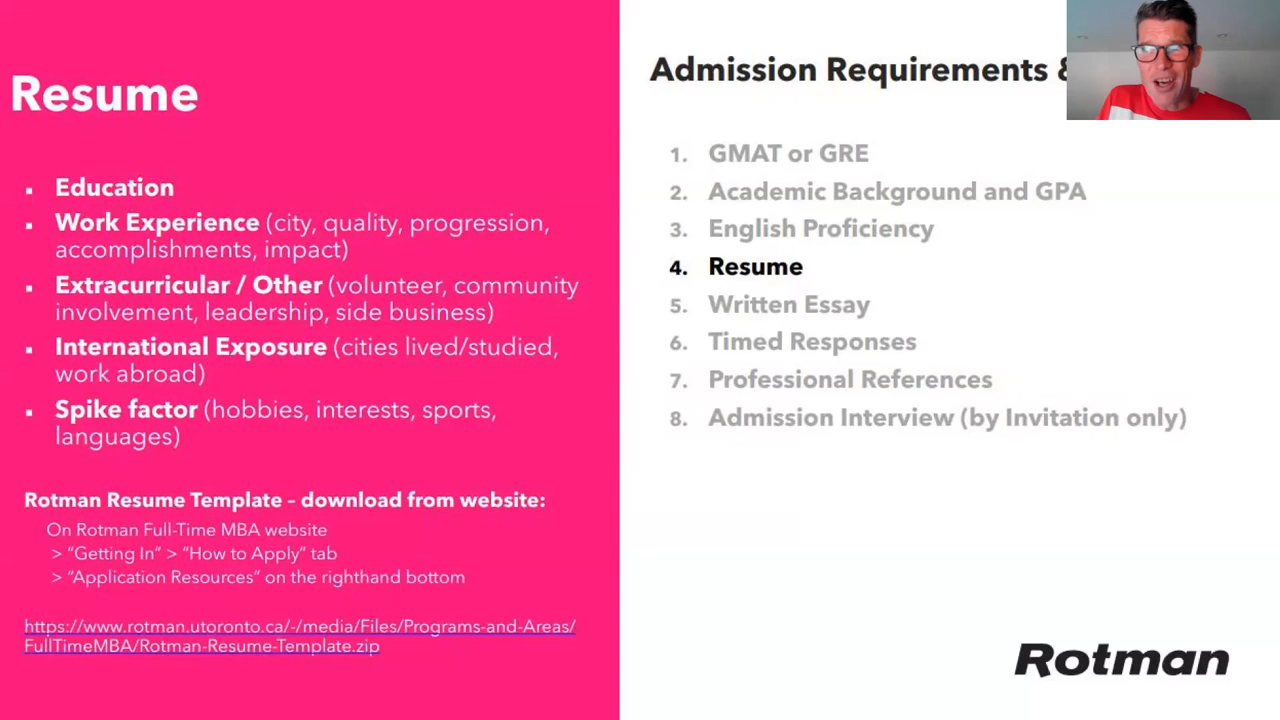 Resume
▪ Education
▪ Work Experience (city, quality, progression,
accomplishments, impact)
▪ Extracurricular / Other (volunteer, community
involvement, leadership, side business)
▪ International Exposure (cities lived/studied,
work abroad)
▪ Spike factor (hobbies, interests, sports,
languages)
Rotman Resume Template – download from website:
On Rotman Full-Time MBA website
> “Getting In” > “How to Apply” tab
> “Application Resources” on the righthand bottom
https://www.rotman.utoronto.ca/-/media/Files/Programs-and-Areas/
FullTimeMBA/Rotman-Resume-Template.zip
Admission Requirements &
1. GMAT or GRE
2. Academic Background and GPA
3. English Proficiency
4. Resume
5. Written Essay
6. Timed Responses
7. Professional References
8. Admission Interview (by Invitation only)
Rotman